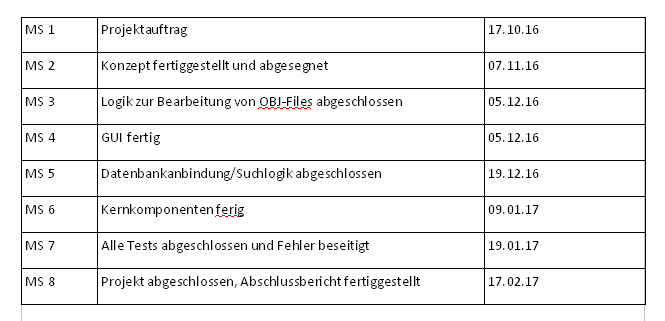 MS 1 Projektauftrag 17.10.16
MS 2 Konzept fertiggestellt und abgesegnet 07.11.16
MS 3 Logik zur Bearbeitung von OBJ-Files abgeschlossen 05.12.16
MS 4 GUI fertig 05.12.16
MS 5 Datenbankanbindung/Suchlogik abgeschlossen 19.12.16
MS 6 Kernkomponenten ferig 09.01.17
MS 7 Alle Tests abgeschlossen und Fehler beseitigt 19.01.17
MS 8 Projekt abgeschlossen, Abschlussbericht fertiggestellt 17.02.17